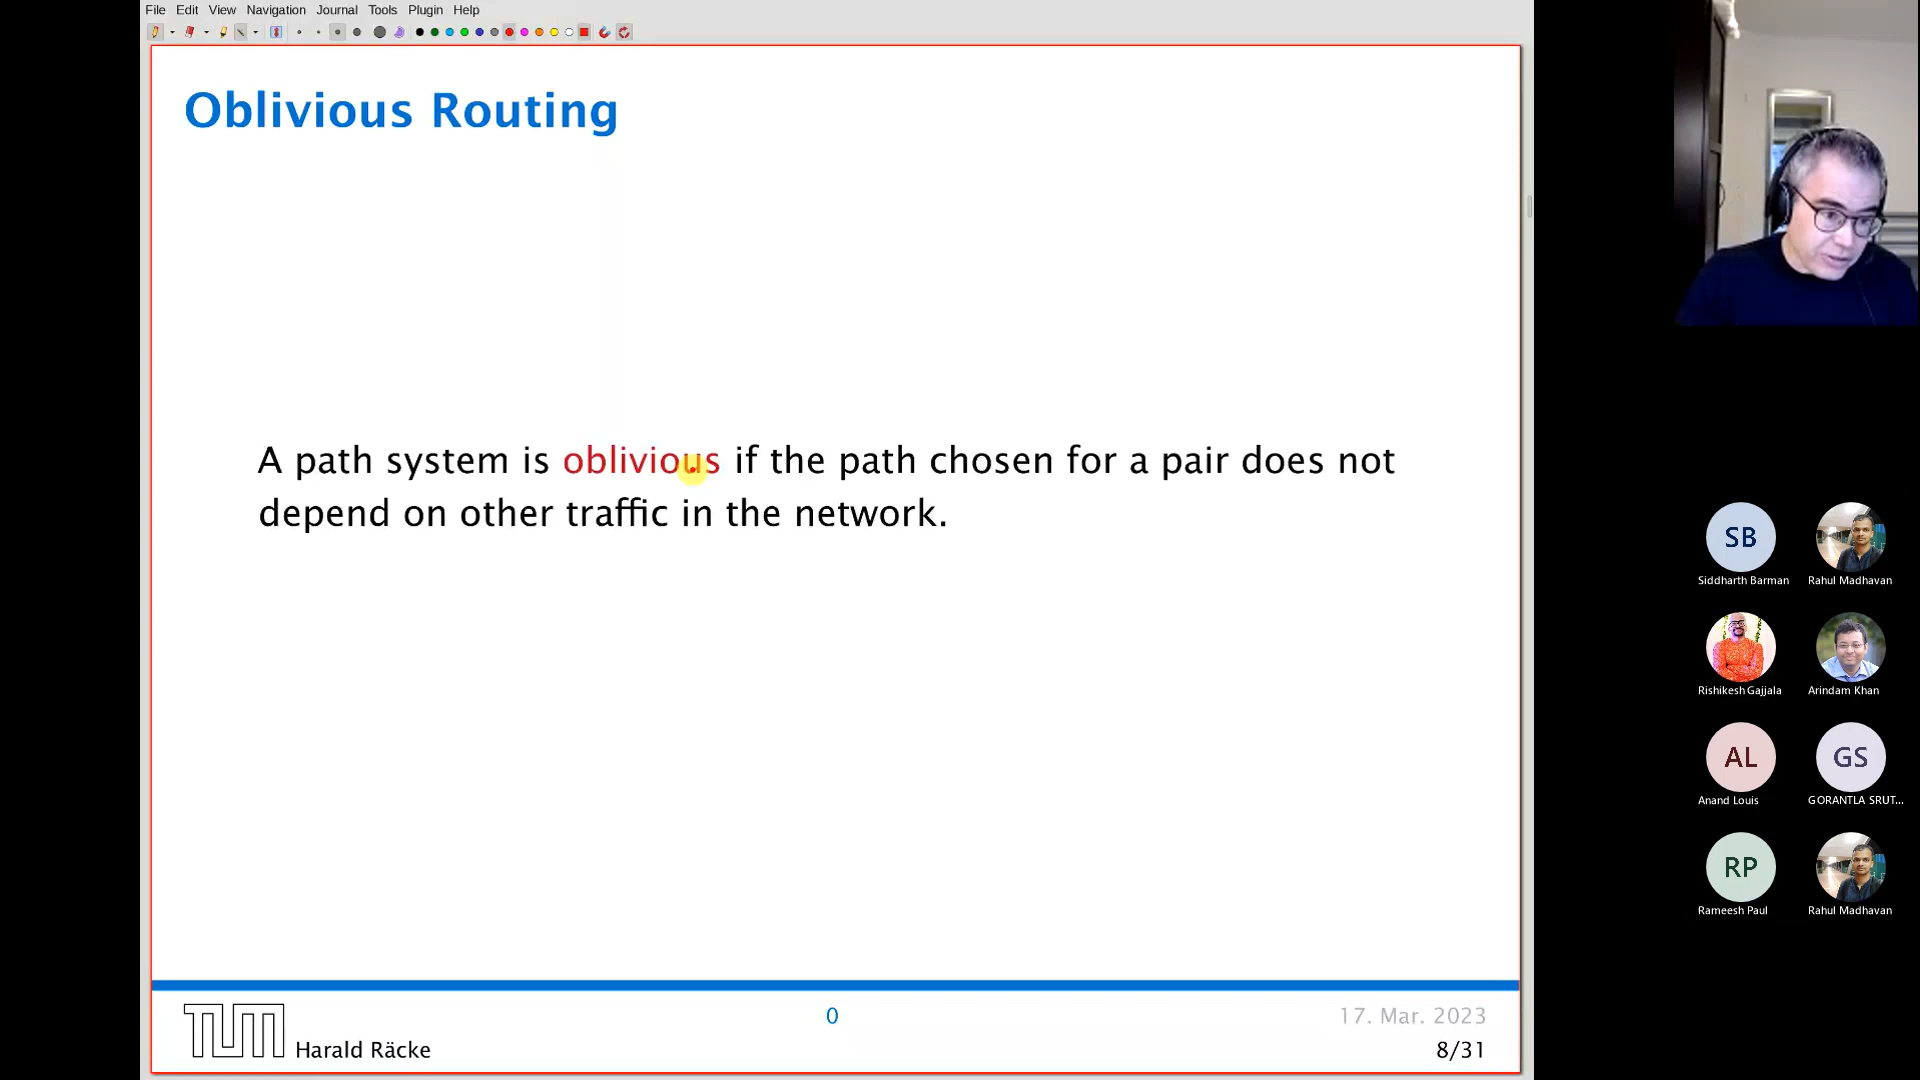 File Edit View Navigation Journal Tools Plugin Help
Oblivious Routing
A path system is oblivious if the path chosen for a pair does not
depend on other traffic in the network.
TUM
Harald Räcke
0
17. Mar. 2023
8/31
SB
Siddharth Barman
Rahul Madhavan
Rishikesh Gajjala
Arindam Khan
AL
Anand Louis
GS
GORANTLA SRUT...
RP
Rameesh Paul
Rahul Madhavan